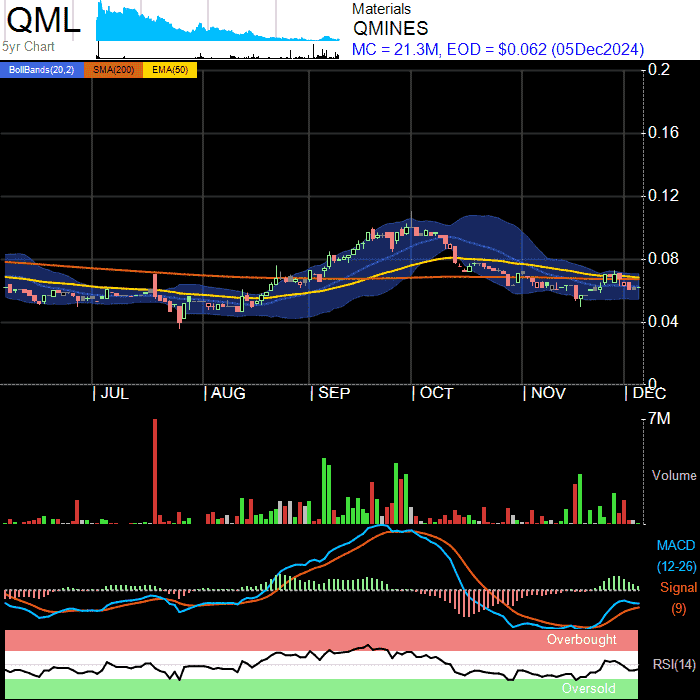 QML
5yr Chart
Materials
QMINES
MC = 21.3M, EOD = $0.062 (05Dec2024)
BollBands(20,2) SMA(200) EMA(50)
0.2
0.16
0.12
0.08
0.04
0
JUL AUG SEP OCT NOV DEC
7M
Volume
MACD
(12-26)
Signal
(9)
Overbought
RSI(14)
Oversold